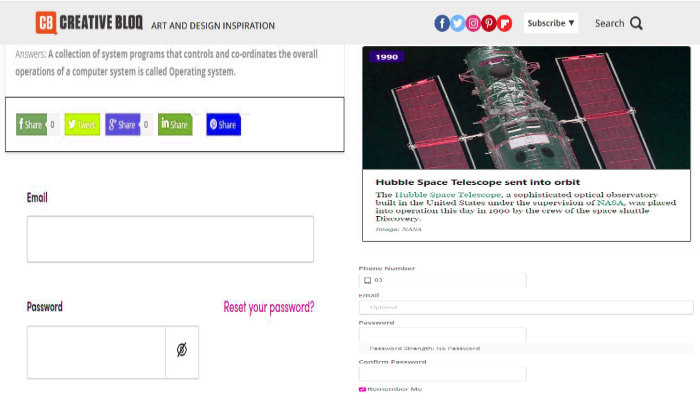 CB CREATIVE BLOQ ART AND DESIGN INSPIRATION
Subscribe ▼
Search
Answers: A collection of system programs that controls and co-ordinates the overall
operations of a computer system is called Operating system.
Share 0
Tweet
Share 0
Share
Share
Email
Password
Reset your password?
1990
Hubble Space Telescope sent into orbit
The Hubble Space Telescope, a sophisticated optical observatory
built in the United States under the supervision of NASA, was placed
into operation this day in 1990 by the crew of the space shuttle
Discovery.
Image: NASA
Phone Number
03
Email
Optional
Password
Password Strength: No Password
Confirm Password
Remember Me